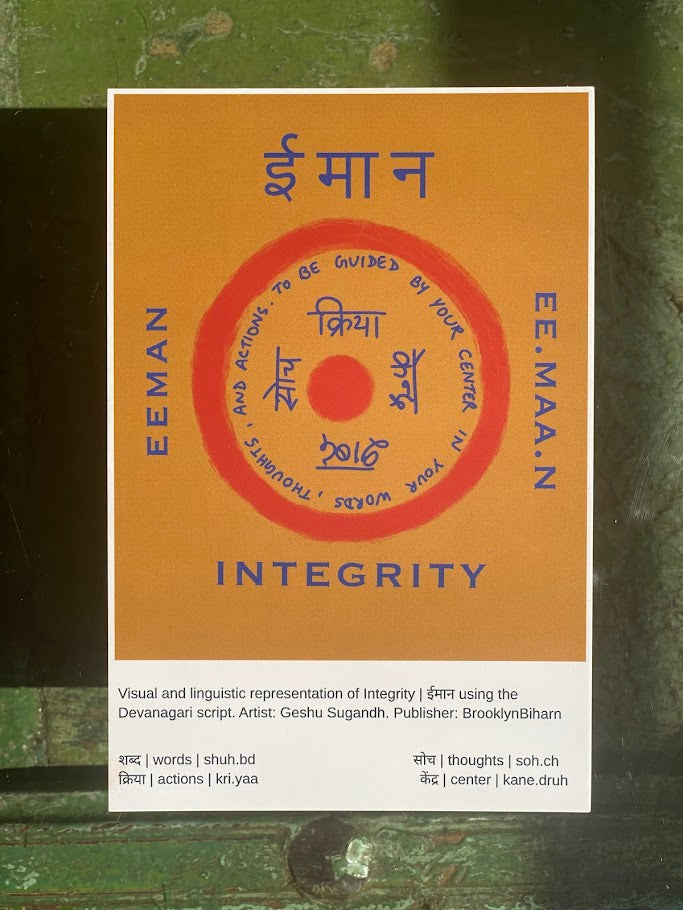 ईमान
EEMAN
EE.MAA.N
TO BE GUIDED BY YOUR CENTER IN YOUR WORDS, THOUGHTS, AND ACTIONS.
क्रिया
सोच
केंद्र
शब्द
INTEGRITY
Visual and linguistic representation of Integrity | ईमान using the
Devanagari script. Artist: Geshu Sugandh. Publisher: BrooklynBiharn
शब्द | words | shuh.bd
सोच | thoughts | soh.ch
क्रिया | actions | kri.yaa
केंद्र | center | kane.druh